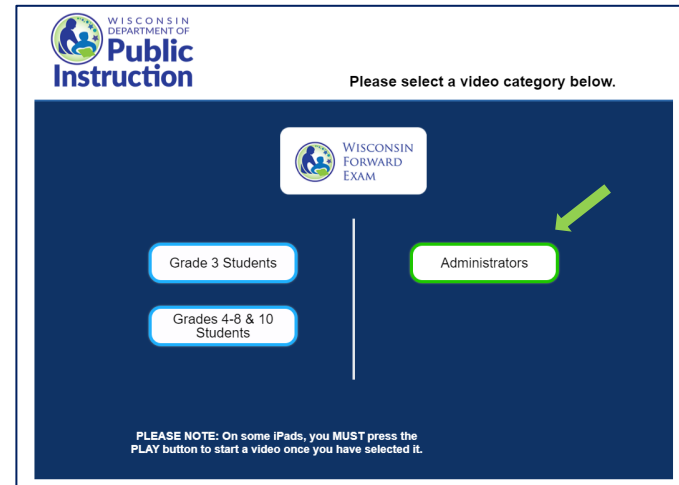 WISCONSIN
DEPARTMENT OF
Public
Instruction
Please select a video category below.
WISCONSIN
FORWARD
EXAM
Grade 3 Students
Grades 4-8 & 10
Students
Administrators
PLEASE NOTE: On some iPads, you MUST press the
PLAY button to start a video once you have selected it.